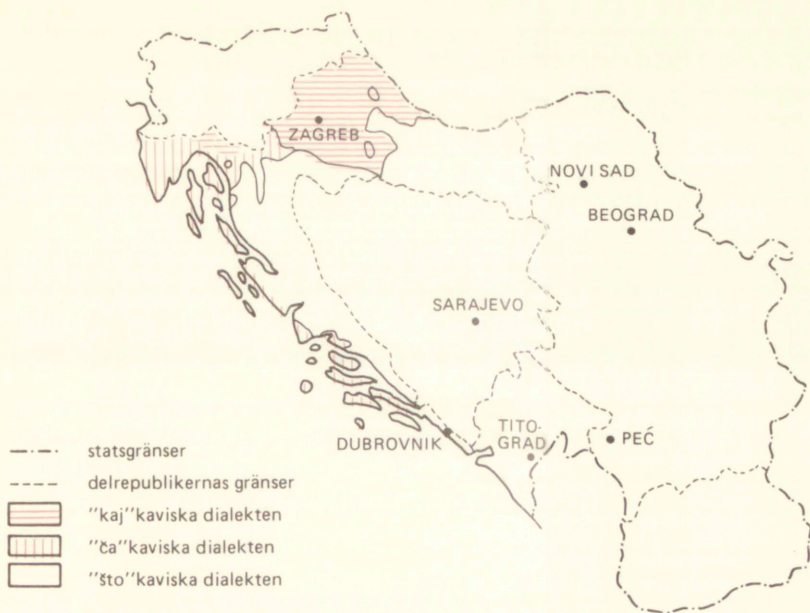 ZAGREB
NOVI SAD
BEOGRAD
SARAJEVO
DUBROVNIK
TITO-
GRAD
PEĆ
statsgränser
delrepublikernas gränser
"kaj"kaviska dialekten
"ča"kaviska dialekten
"što"kaviska dialekten